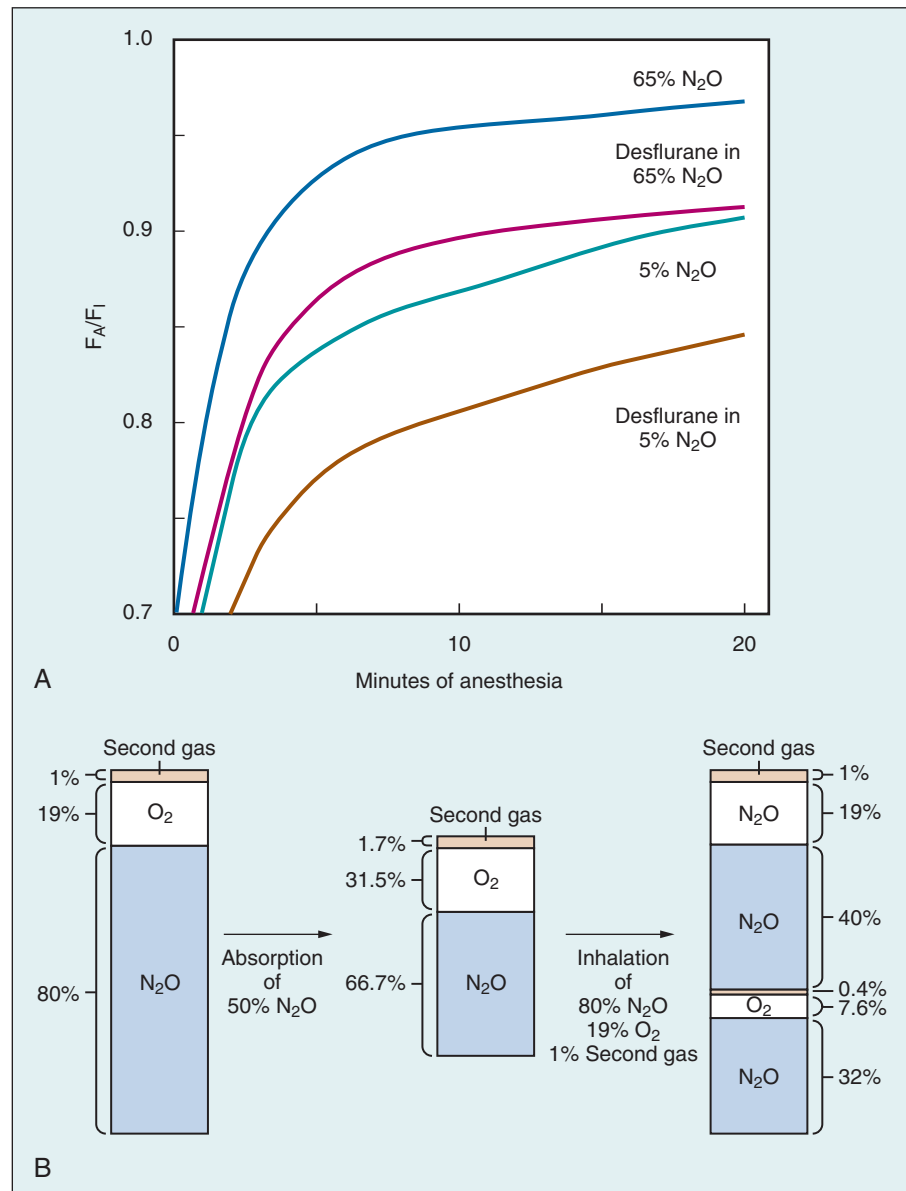 1.0
0.9
0.8
0.7
F_A/F_I
65% N₂O
Desflurane in
65% N₂O
5% N₂O
Desflurane in
5% N₂O
0
10
20
Minutes of anesthesia
A
Second gas
1%
19%
O₂
80%
N₂O
Absorption
of
50% N₂O
Second gas
1.7%
31.5%
O₂
66.7%
N₂O
Inhalation
of
80% N₂O
19% O₂
1% Second gas
Second gas
1%
N₂O
19%
N₂O
40%
0.4%
O₂
7.6%
N₂O
32%
B